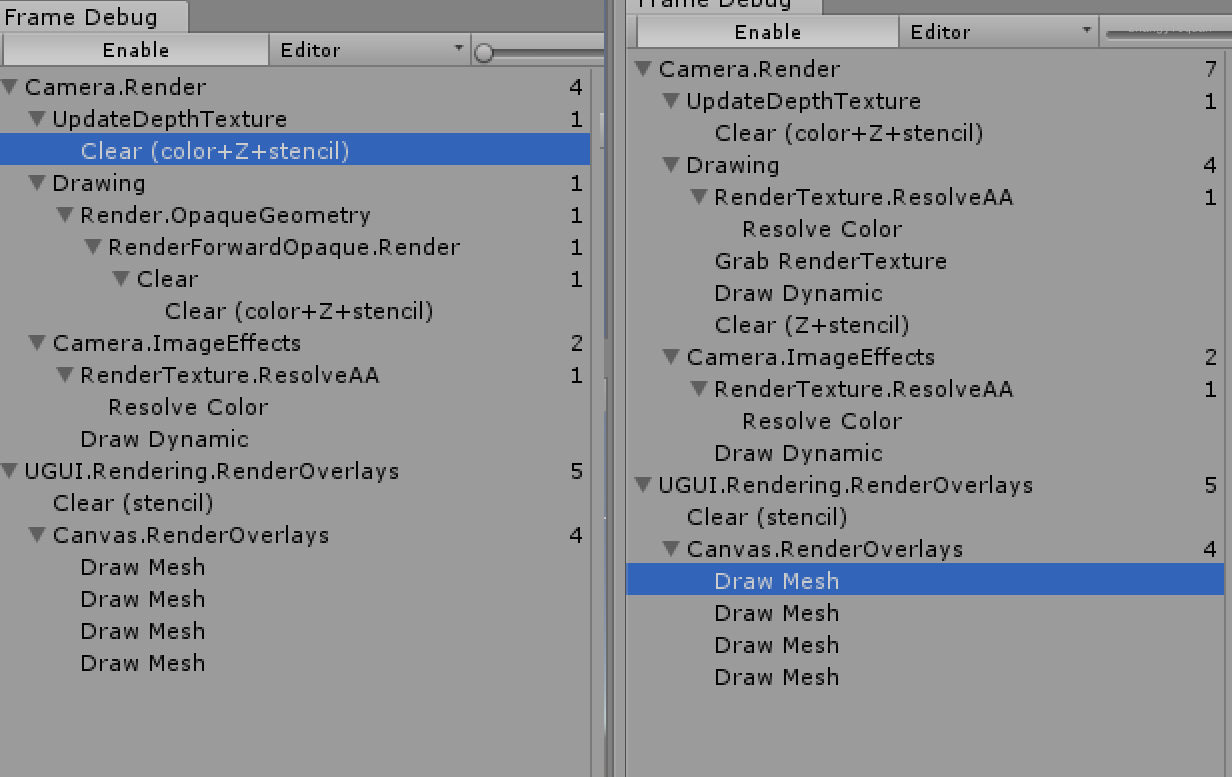 Frame Debug
Enable
Editor
Camera.Render 4
UpdateDepthTexture 1
Clear (color+Z+stencil)
Drawing 1
Render.OpaqueGeometry 1
RenderForwardOpaque.Render 1
Clear 1
Clear (color+Z+stencil)
Camera.ImageEffects 2
RenderTexture.ResolveAA 1
Resolve Color
Draw Dynamic
UGUI.Rendering.RenderOverlays 5
Clear (stencil)
Canvas.RenderOverlays 4
Draw Mesh
Draw Mesh
Draw Mesh
Draw Mesh
Frame Debug
Enable
Editor
Camera.Render 7
UpdateDepthTexture 1
Clear (color+Z+stencil)
Drawing 4
RenderTexture.ResolveAA 1
Resolve Color
Grab RenderTexture
Draw Dynamic
Clear (Z+stencil)
Camera.ImageEffects 2
RenderTexture.ResolveAA 1
Resolve Color
Draw Dynamic
UGUI.Rendering.RenderOverlays 5
Clear (stencil)
Canvas.RenderOverlays 4
Draw Mesh
Draw Mesh
Draw Mesh
Draw Mesh